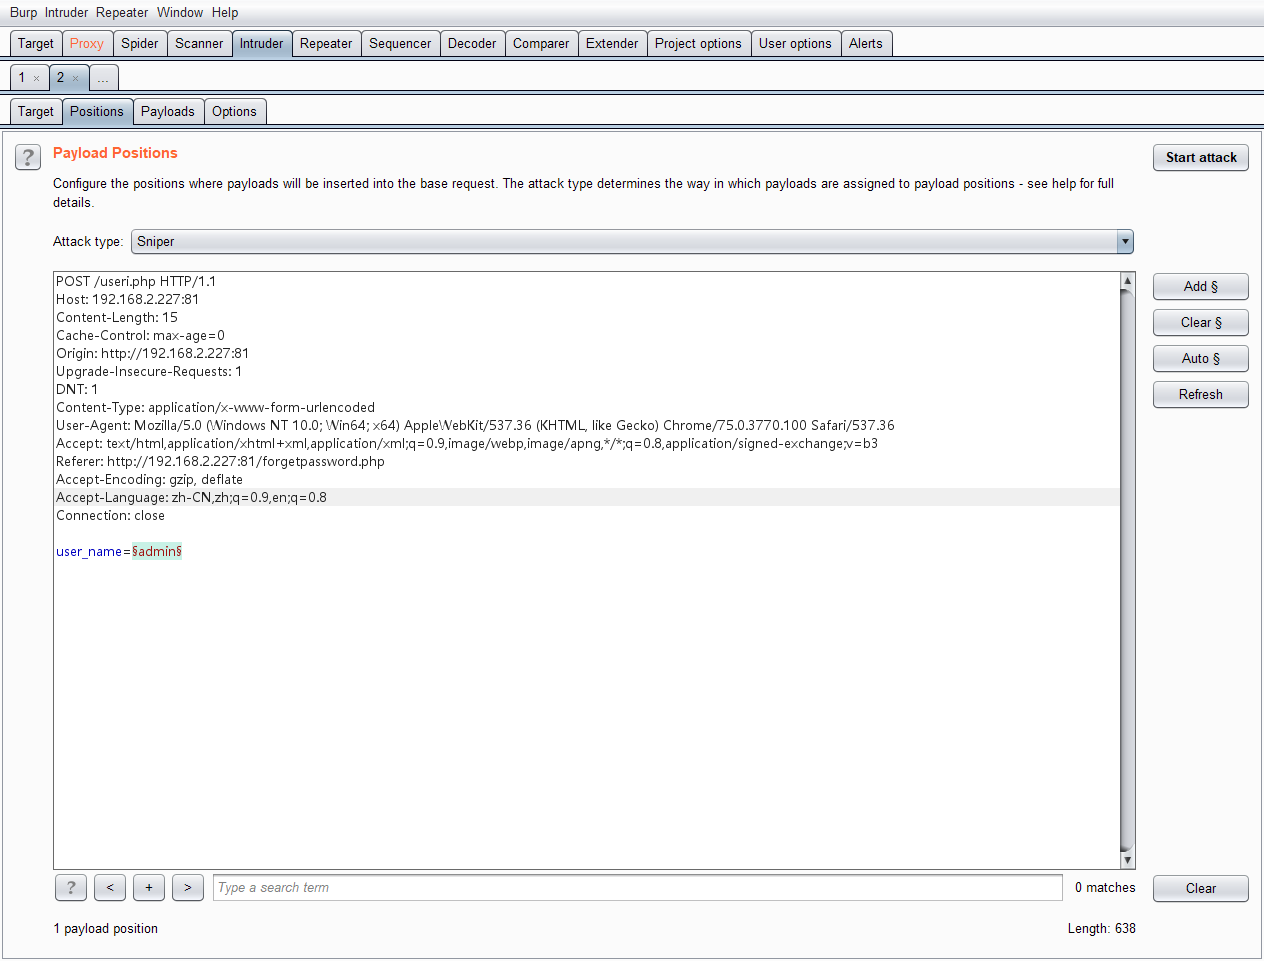 Burp Intruder Repeater Window Help
Target Proxy Spider Scanner Intruder Repeater Sequencer Decoder Comparer Extender Project options User options Alerts
1 × 2 × ...
Target Positions Payloads Options
? Payload Positions
Start attack
Configure the positions where payloads will be inserted into the base request. The attack type determines the way in which payloads are assigned to payload positions - see help for full
details.
Attack type: Sniper
POST /useri.php HTTP/1.1
Host: 192.168.2.227:81
Content-Length: 15
Cache-Control: max-age=0
Origin: http://192.168.2.227:81
Upgrade-Insecure-Requests: 1
DNT: 1
Content-Type: application/x-www-form-urlencoded
User-Agent: Mozilla/5.0 (Windows NT 10.0; Win64; x64) AppleWebKit/537.36 (KHTML, like Gecko) Chrome/75.0.3770.100 Safari/537.36
Accept: text/html,application/xhtml+xml,application/xml;q=0.9,image/webp,image/apng,*/*;q=0.8,application/signed-exchange;v=b3
Referer: http://192.168.2.227:81/forgetpassword.php
Accept-Encoding: gzip, deflate
Accept-Language: zh-CN,zh;q=0.9,en;q=0.8
Connection: close
user_name=§admin§
Add §
Clear §
Auto §
Refresh
? < + > Type a search term 0 matches Clear
1 payload position Length: 638